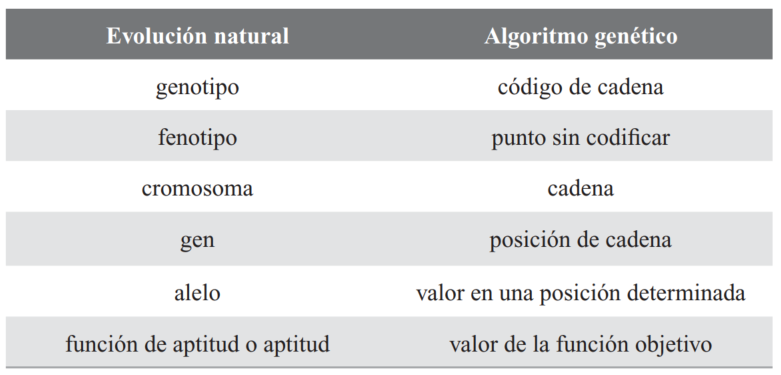 Evolución natural Algoritmo genético
genotipo código de cadena
fenotipo punto sin codificar
cromosoma cadena
gen posición de cadena
alelo valor en una posición determinada
función de aptitud o aptitud valor de la función objetivo